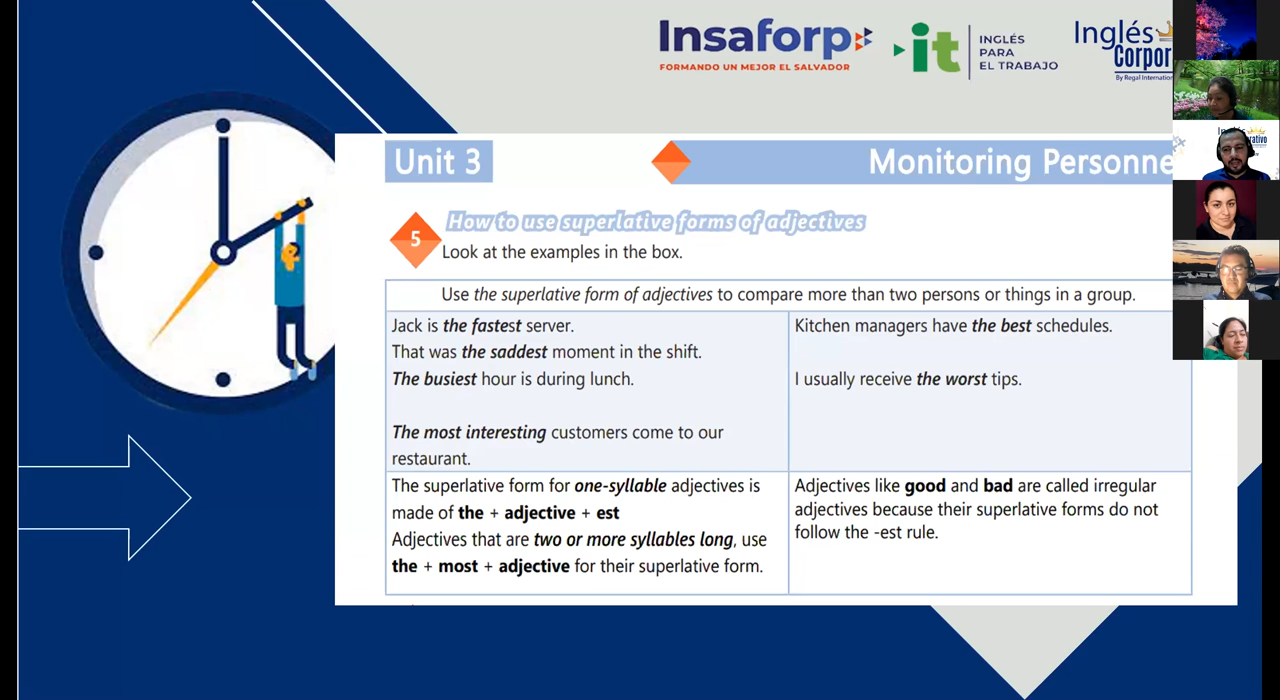 Insaforp
FORMANDO UN MEJOR EL SALVADOR
it
INGLÉS
PARA
EL TRABAJO
Inglés
Corpor
By Regal Internation
Unit 3
Monitoring Personne
5
How to use superlative forms of adjectives
Look at the examples in the box.
Use the superlative form of adjectives to compare more than two persons or things in a group.
Jack is the fastest server.
That was the saddest moment in the shift.
The busiest hour is during lunch.
The most interesting customers come to our
restaurant.
Kitchen managers have the best schedules.
I usually receive the worst tips.
The superlative form for one-syllable adjectives is
made of the + adjective + est
Adjectives that are two or more syllables long, use
the + most + adjective for their superlative form.
Adjectives like good and bad are called irregular
adjectives because their superlative forms do not
follow the -est rule.